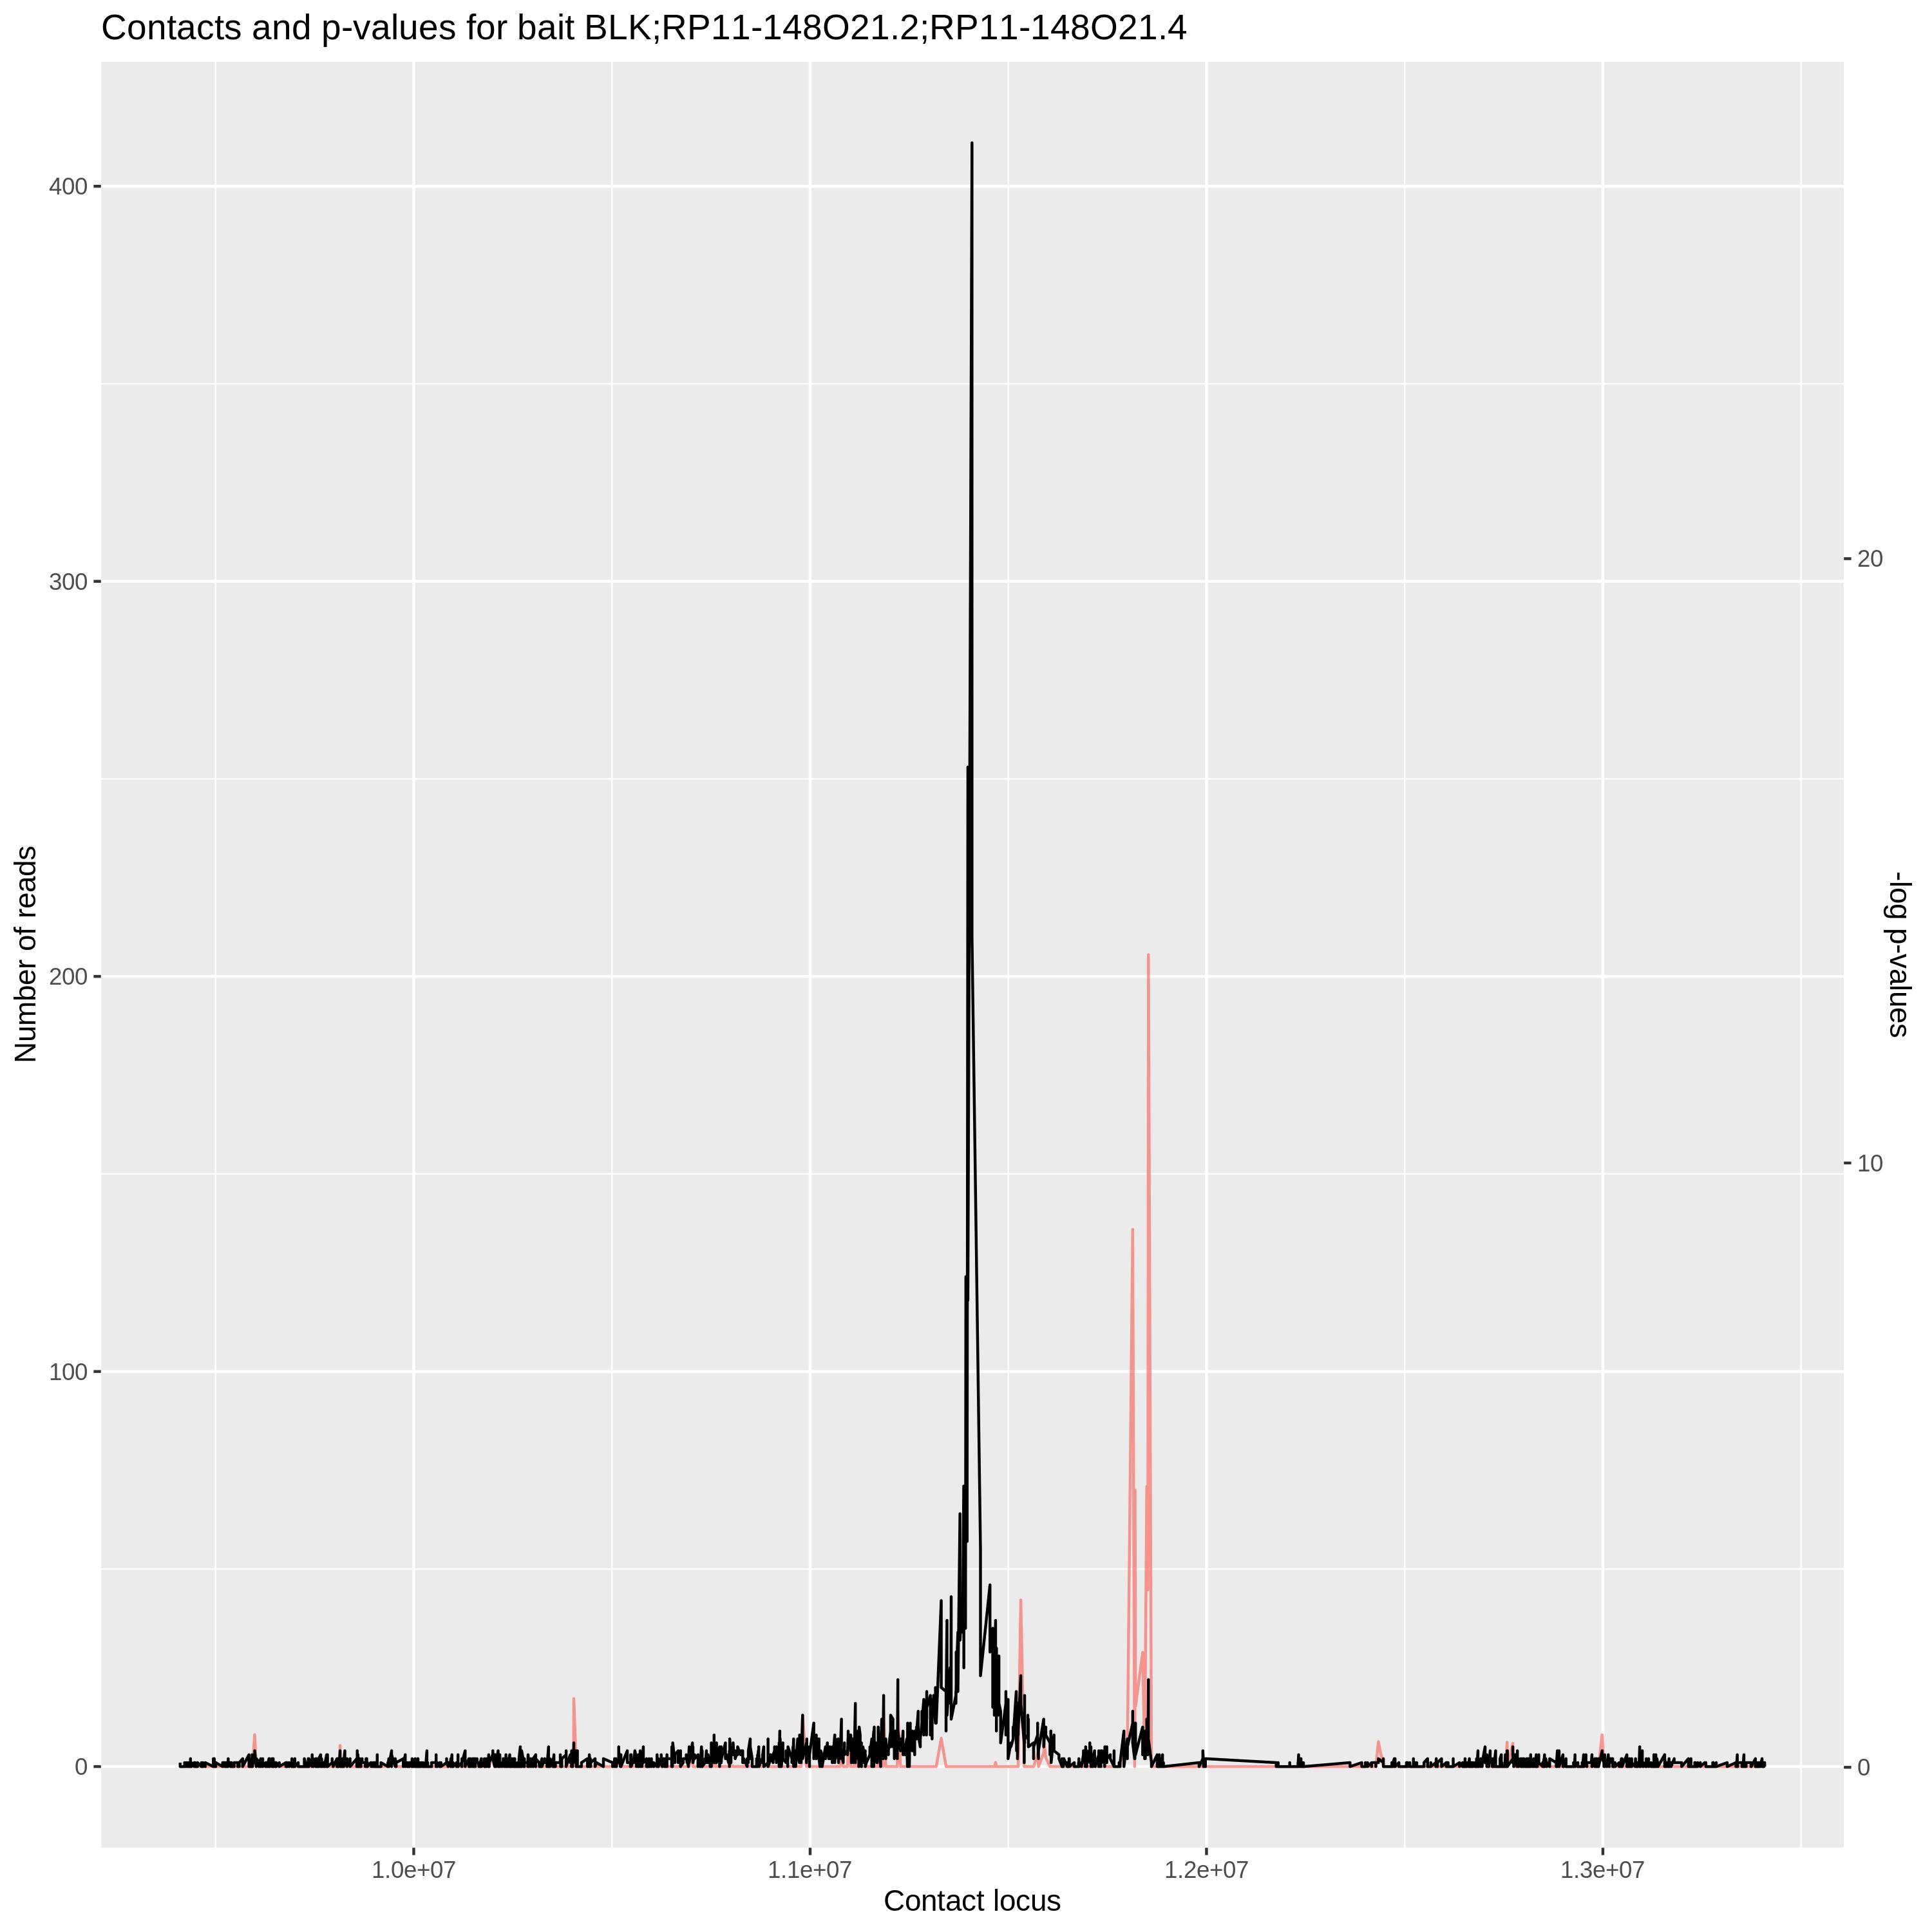 Contacts and p-values for bait BLK;RP11-148O21.2;RP11-148O21.4
400
300
200
100
0
Number of reads
20
10
0
-log p-values
1.0e+07
1.1e+07
1.2e+07
1.3e+07
Contact locus